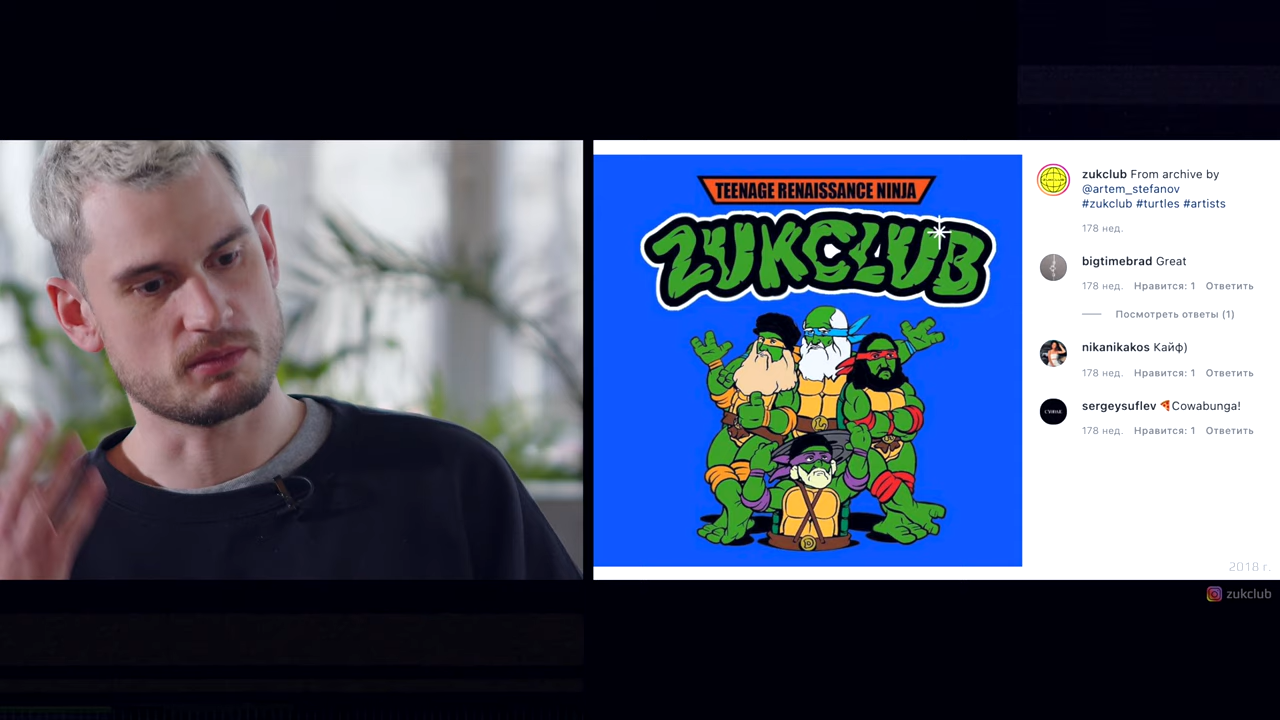 TEENAGE RENAISSANCE NINJA
ZUKCLUB
zukclub From archive by
@artem_stefanov
#zukclub #turtles #artists
178 нед.
bigtimebrad Great
178 нед. Нравится: 1 Ответить
Посмотреть ответы (1)
nikanikakos Кайф)
178 нед. Нравится: 1 Ответить
sergeysuflev 🍕Cowabunga!
178 нед. Нравится: 1 Ответить
2018 г.
zukclub